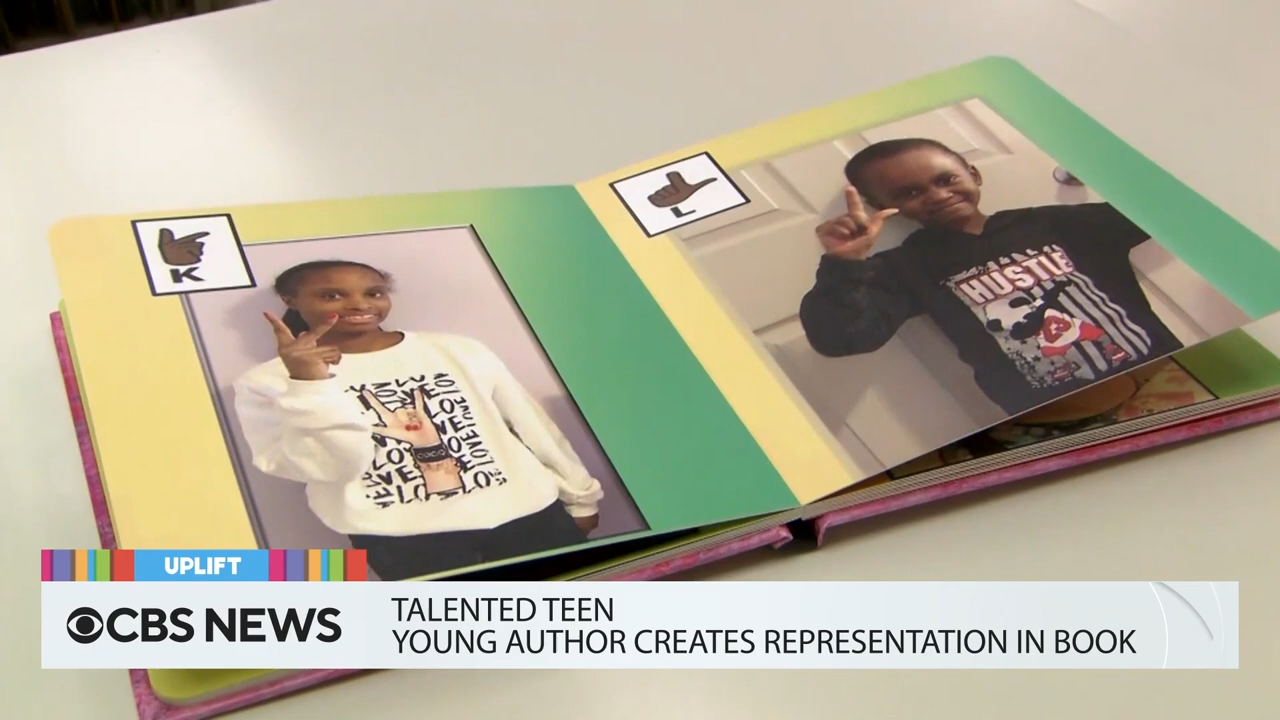 K
L
HUSTLE
UPLIFT
CBS NEWS
TALENTED TEEN
YOUNG AUTHOR CREATES REPRESENTATION IN BOOK